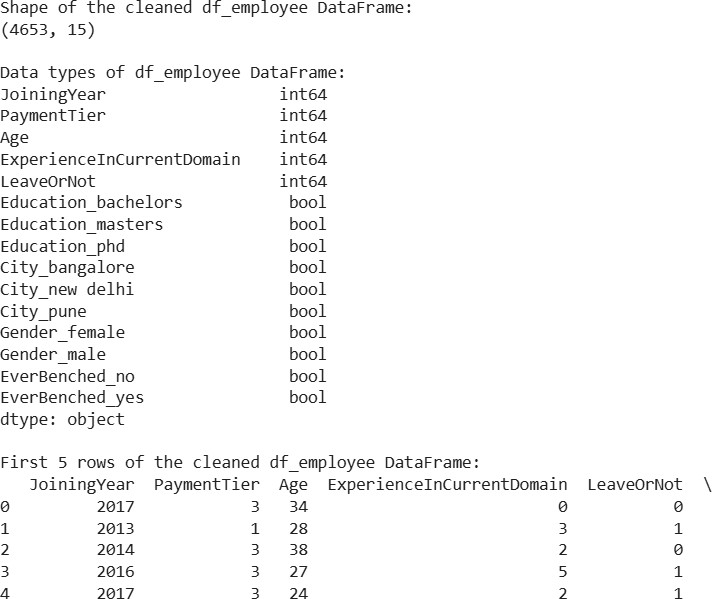 Shape of the cleaned df_employee DataFrame:
(4653, 15)
Data types of df_employee DataFrame:
JoiningYear int64
PaymentTier int64
Age int64
ExperienceInCurrentDomain int64
LeaveOrNot int64
Education_bachelors bool
Education_masters bool
Education_phd bool
City_bangalore bool
City_new delhi bool
City_pune bool
Gender_female bool
Gender_male bool
EverBenched_no bool
EverBenched_yes bool
dtype: object
First 5 rows of the cleaned df_employee DataFrame:
JoiningYear PaymentTier Age ExperienceInCurrentDomain LeaveOrNot \
0 2017 3 34 0 0
1 2013 1 28 3 1
2 2014 3 38 2 0
3 2016 3 27 5 1
4 2017 3 24 2 1